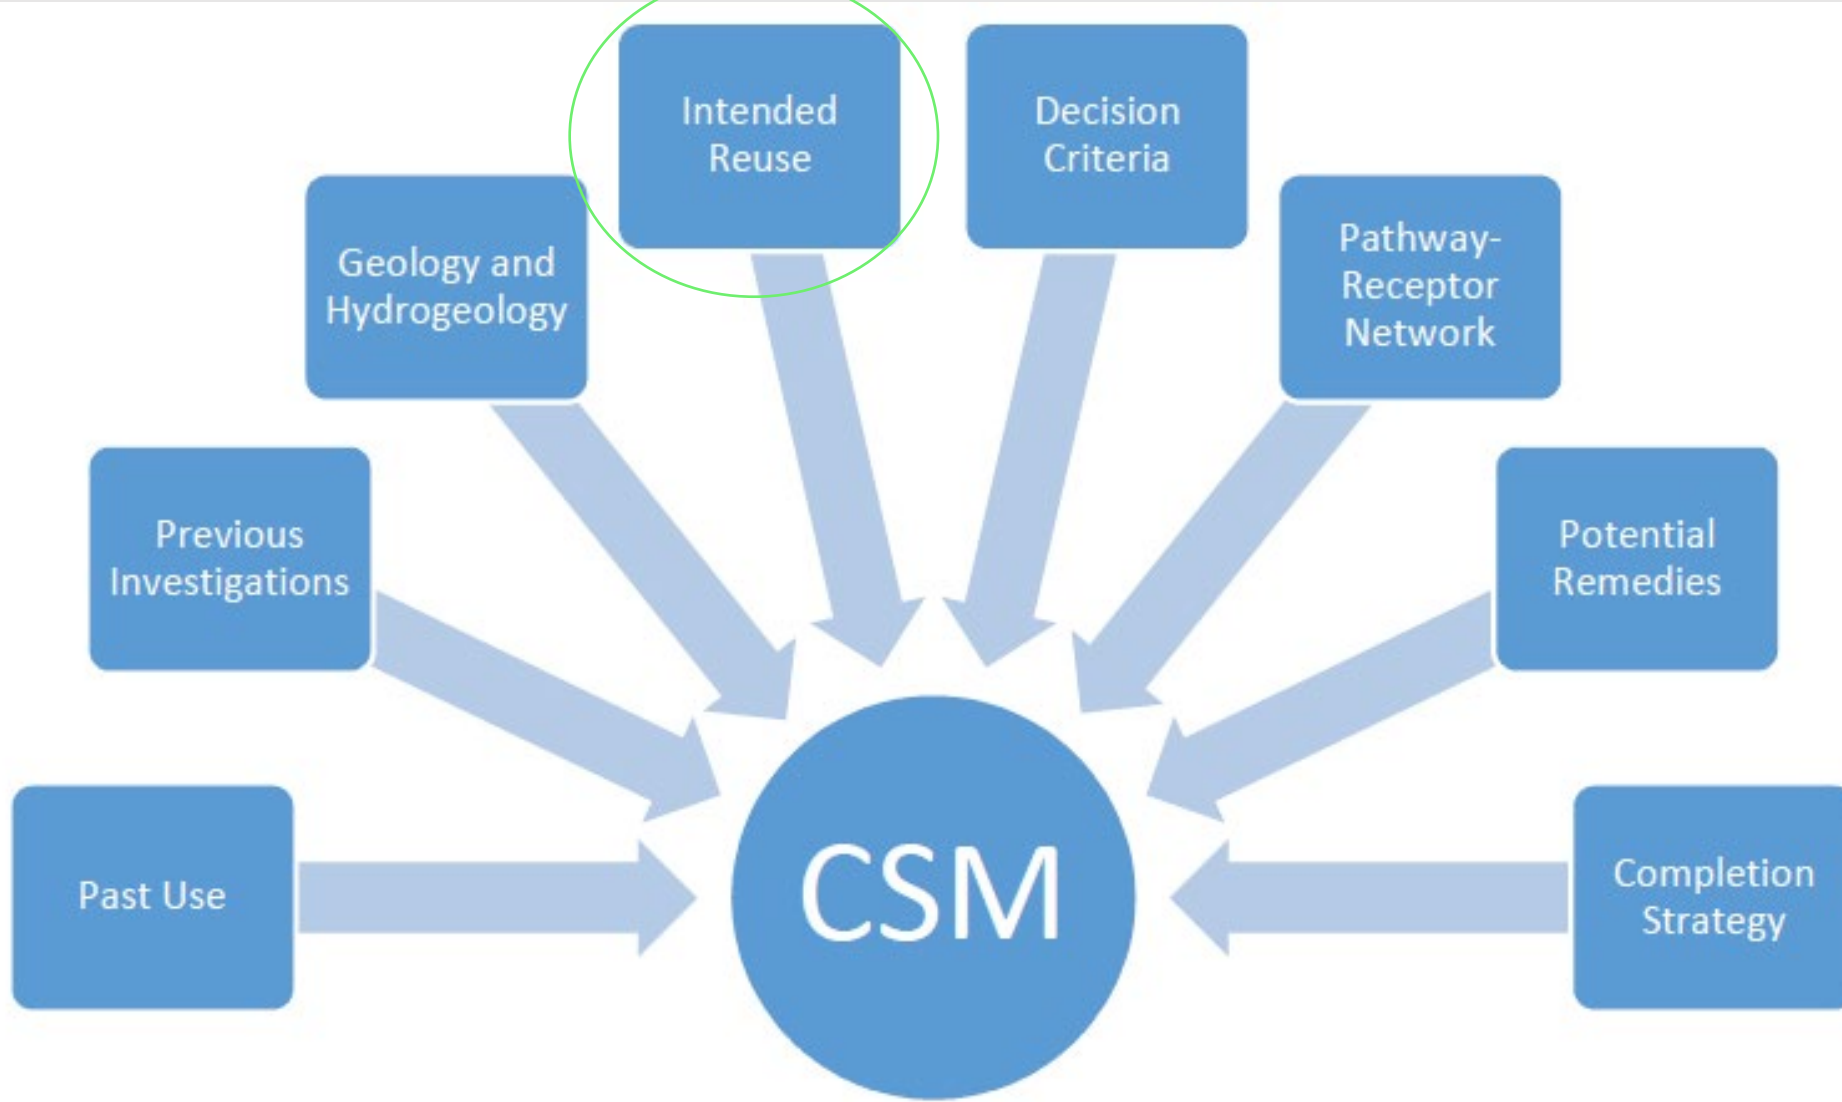 Intended
Reuse
Decision
Criteria
Geology and
Hydrogeology
Pathway-
Receptor
Network
Previous
Investigations
Potential
Remedies
Past Use
CSM
Completion
Strategy